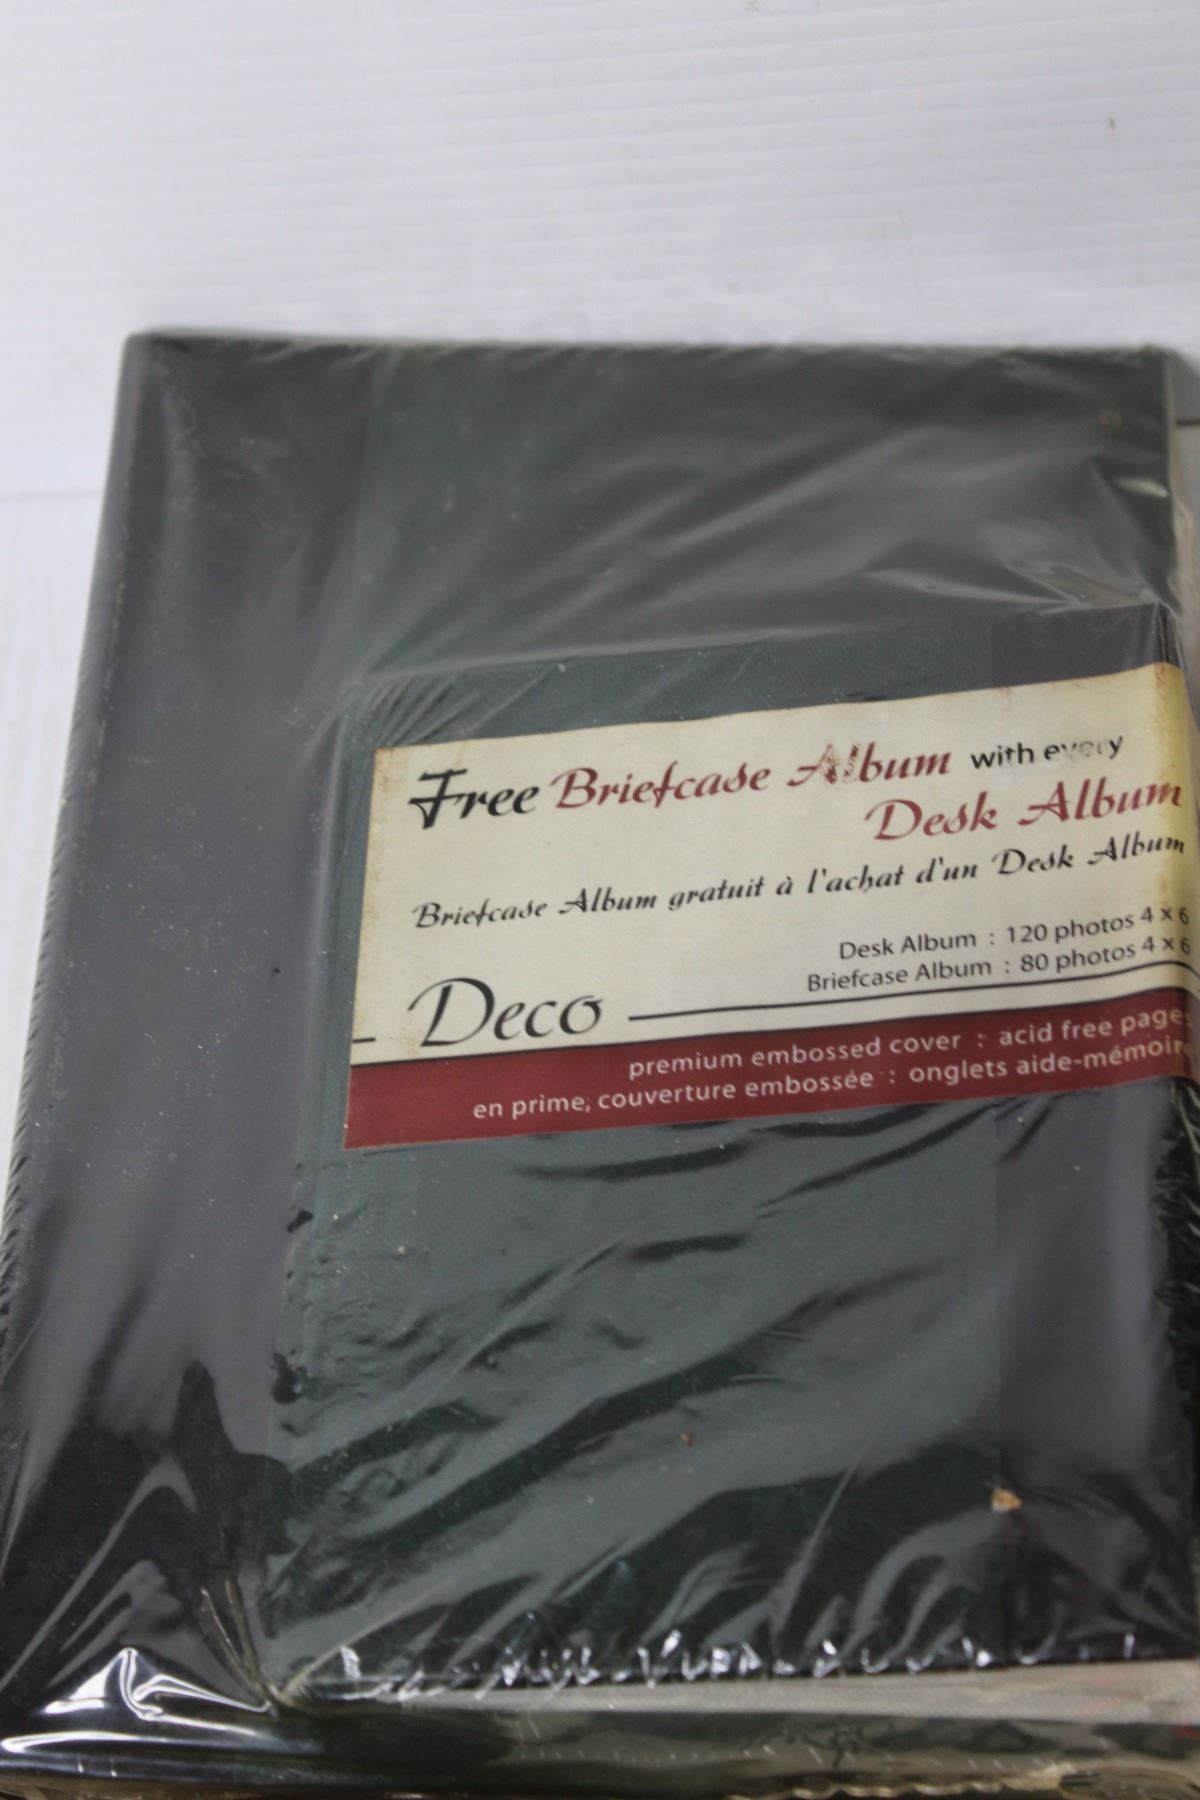 Free Briefcase Album with every
Desk Album
Briefcase Album gratuit à l'achat d'un Desk Album
Desk Album : 120 photos 4 x 6
Briefcase Album : 80 photos 4 x 6
Deco
premium embossed cover : acid free pages
en prime; couverture embossée : onglets aide-mémoire